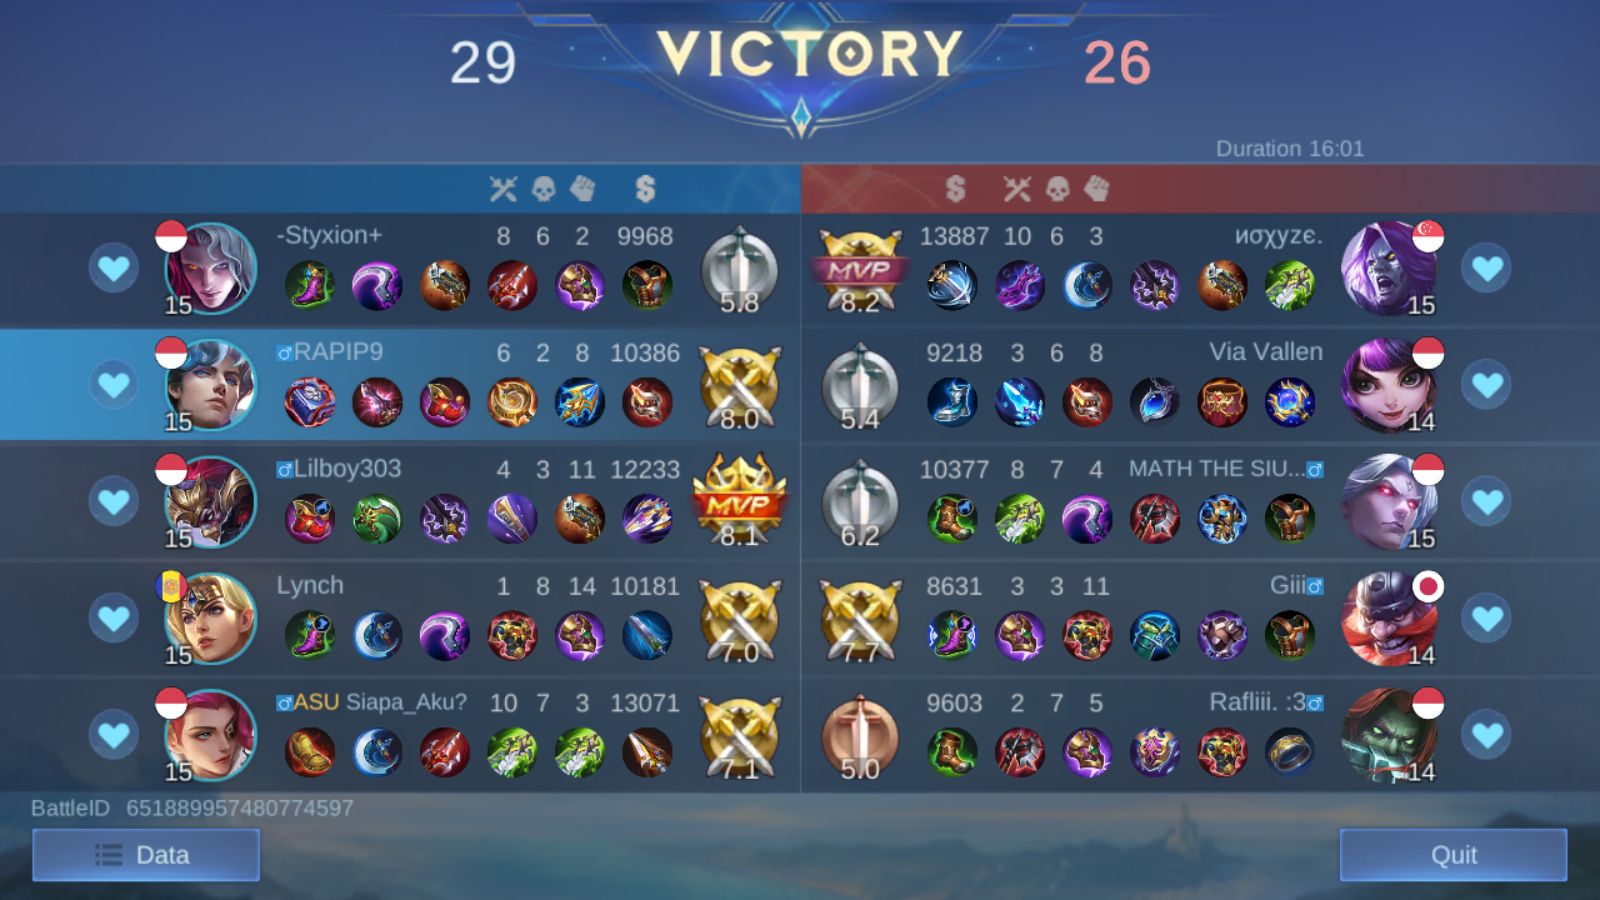 29 VICTORY 26
Duration 16:01
-Styxion+ 8 6 2 9968
15 5.8
MVP 13887 10 6 3 иσχyzє.
8.2 15
RAPIP9 6 2 8 10386
15 8.0
9218 3 6 8 Via Vallen
5.4 14
Lilboy303 4 3 11 12233 MVP
15 8.1
10377 8 7 4 MATH THE SIU...
6.2 15
Lynch 1 8 14 10181
15 7.0
8631 3 3 11 Giii
7.7 14
ASU Siapa_Aku? 10 7 3 13071
15 7.1
9603 2 7 5 Rafliii. :3
5.0 14
BattleID 651889957480774597
Data
Quit